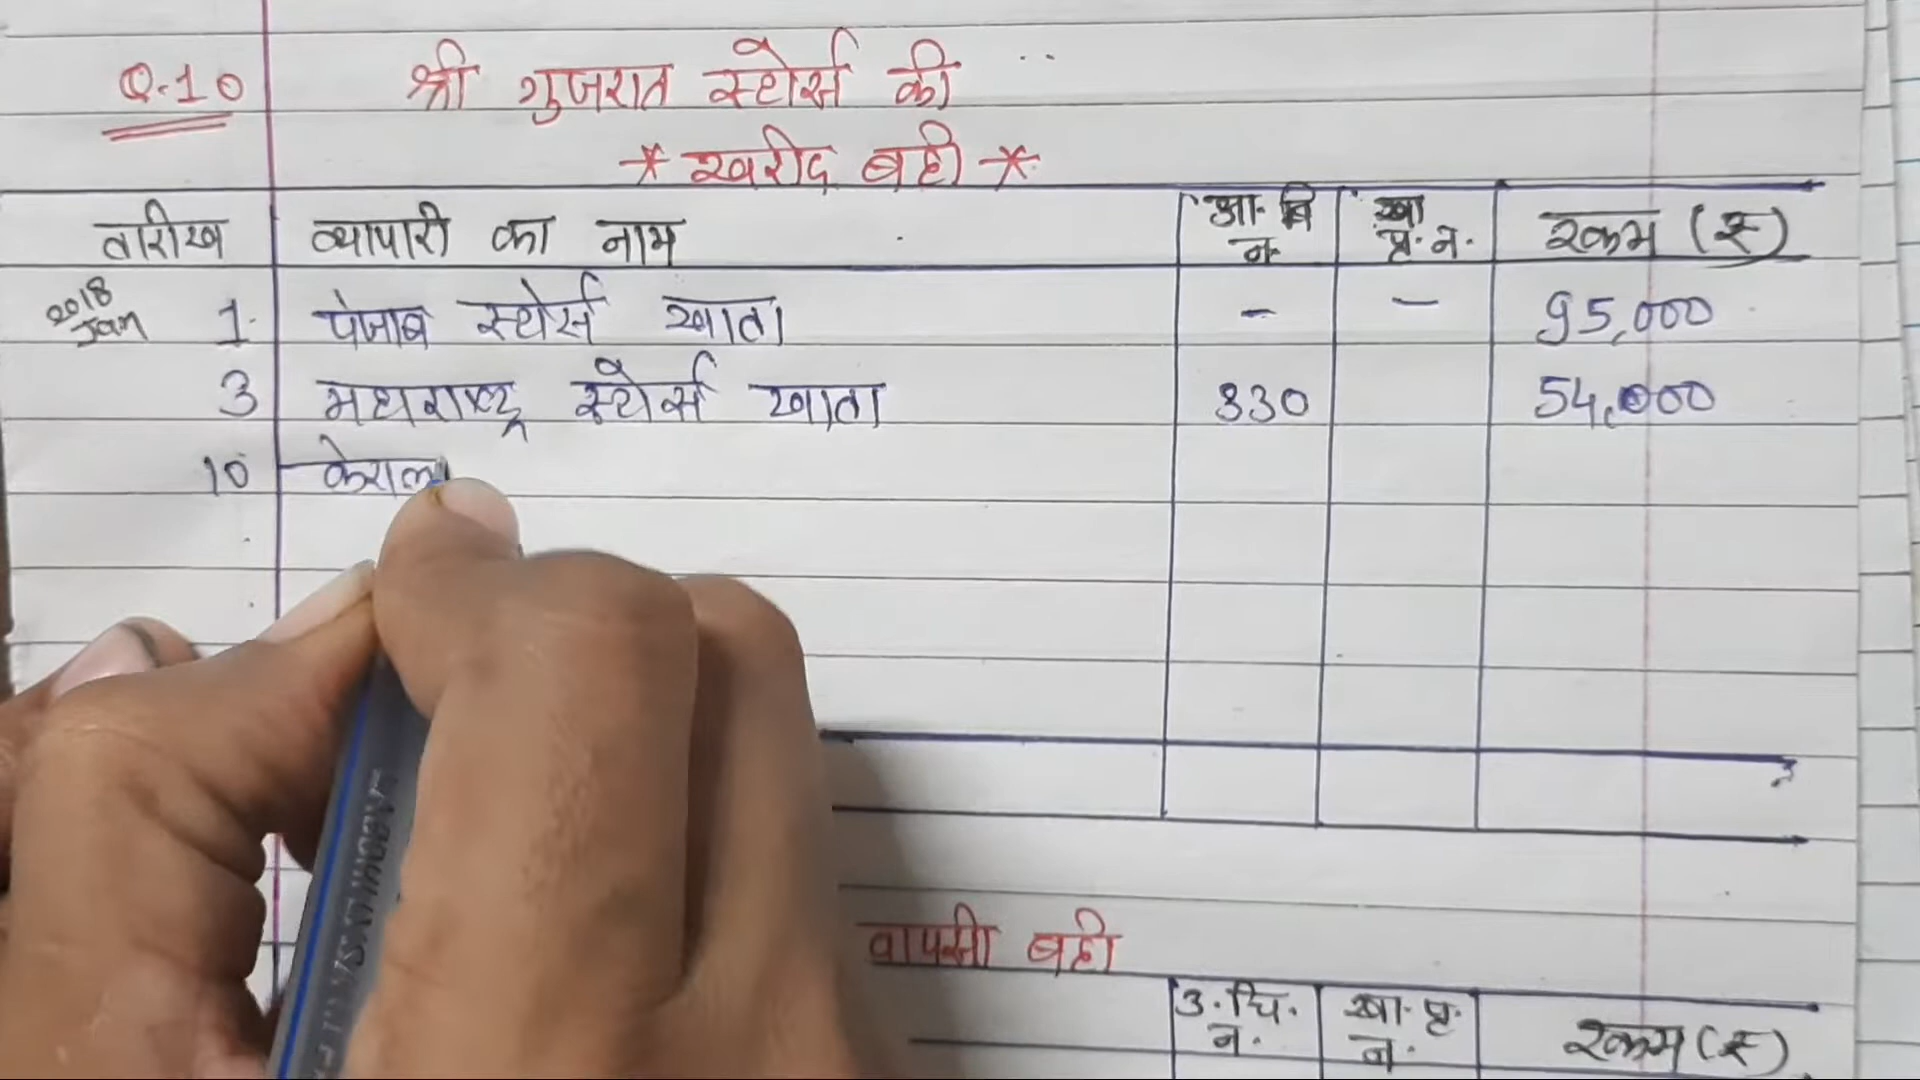 Q.10 श्री गुजरात स्टोर्स की
* खरीद बही *
तारीख व्यापारी का नाम आ. बि न. खा पृ. न. रकम (₹)
2018 Jan 1. पंजाब स्टोर्स खाता - - 95,000
3 महाराष्ट्र स्टोर्स खाता 330 54,000
10 केराल
वापसी बही
उ. चि. न. खा. पृ. न. रकम (₹)